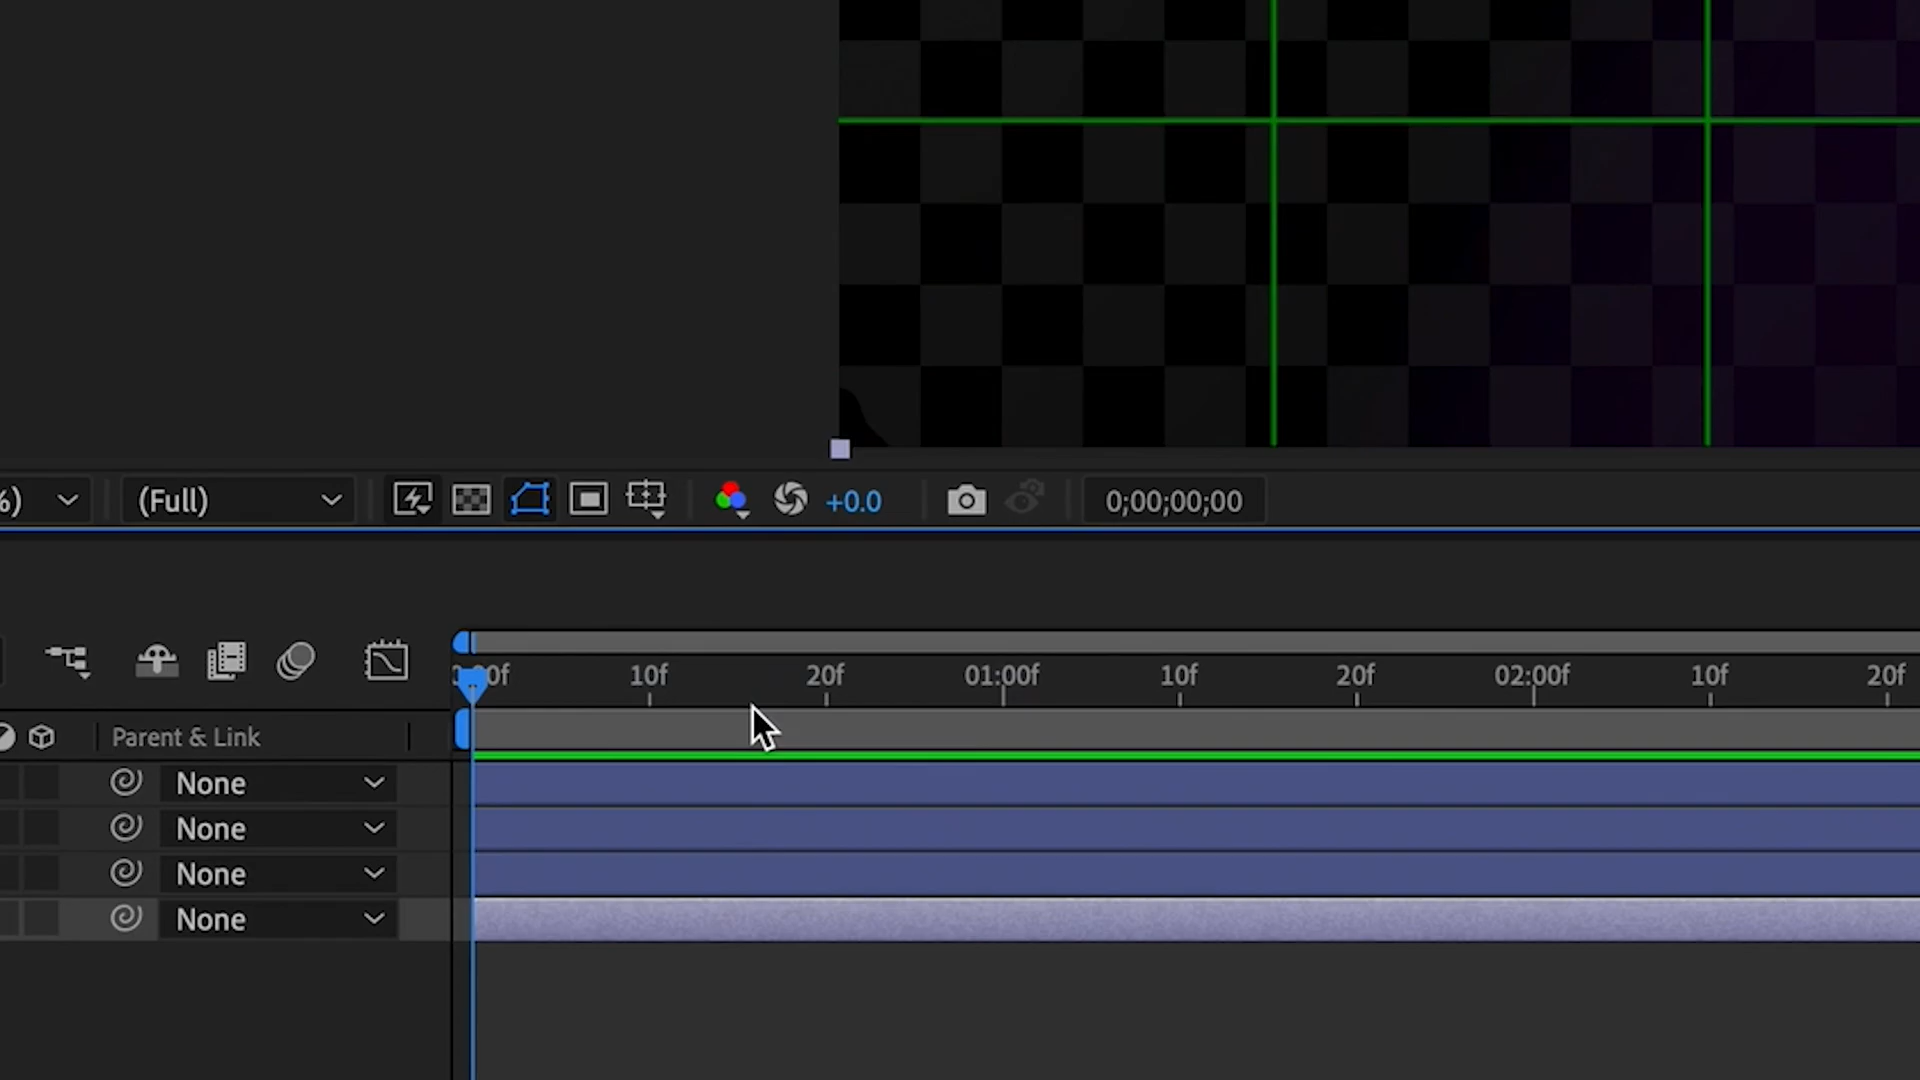 %) (Full) +0.0 0;00;00;00
10f 20f 01:00f 10f 20f 02:00f 10f 20f
Parent & Link
None
None
None
None